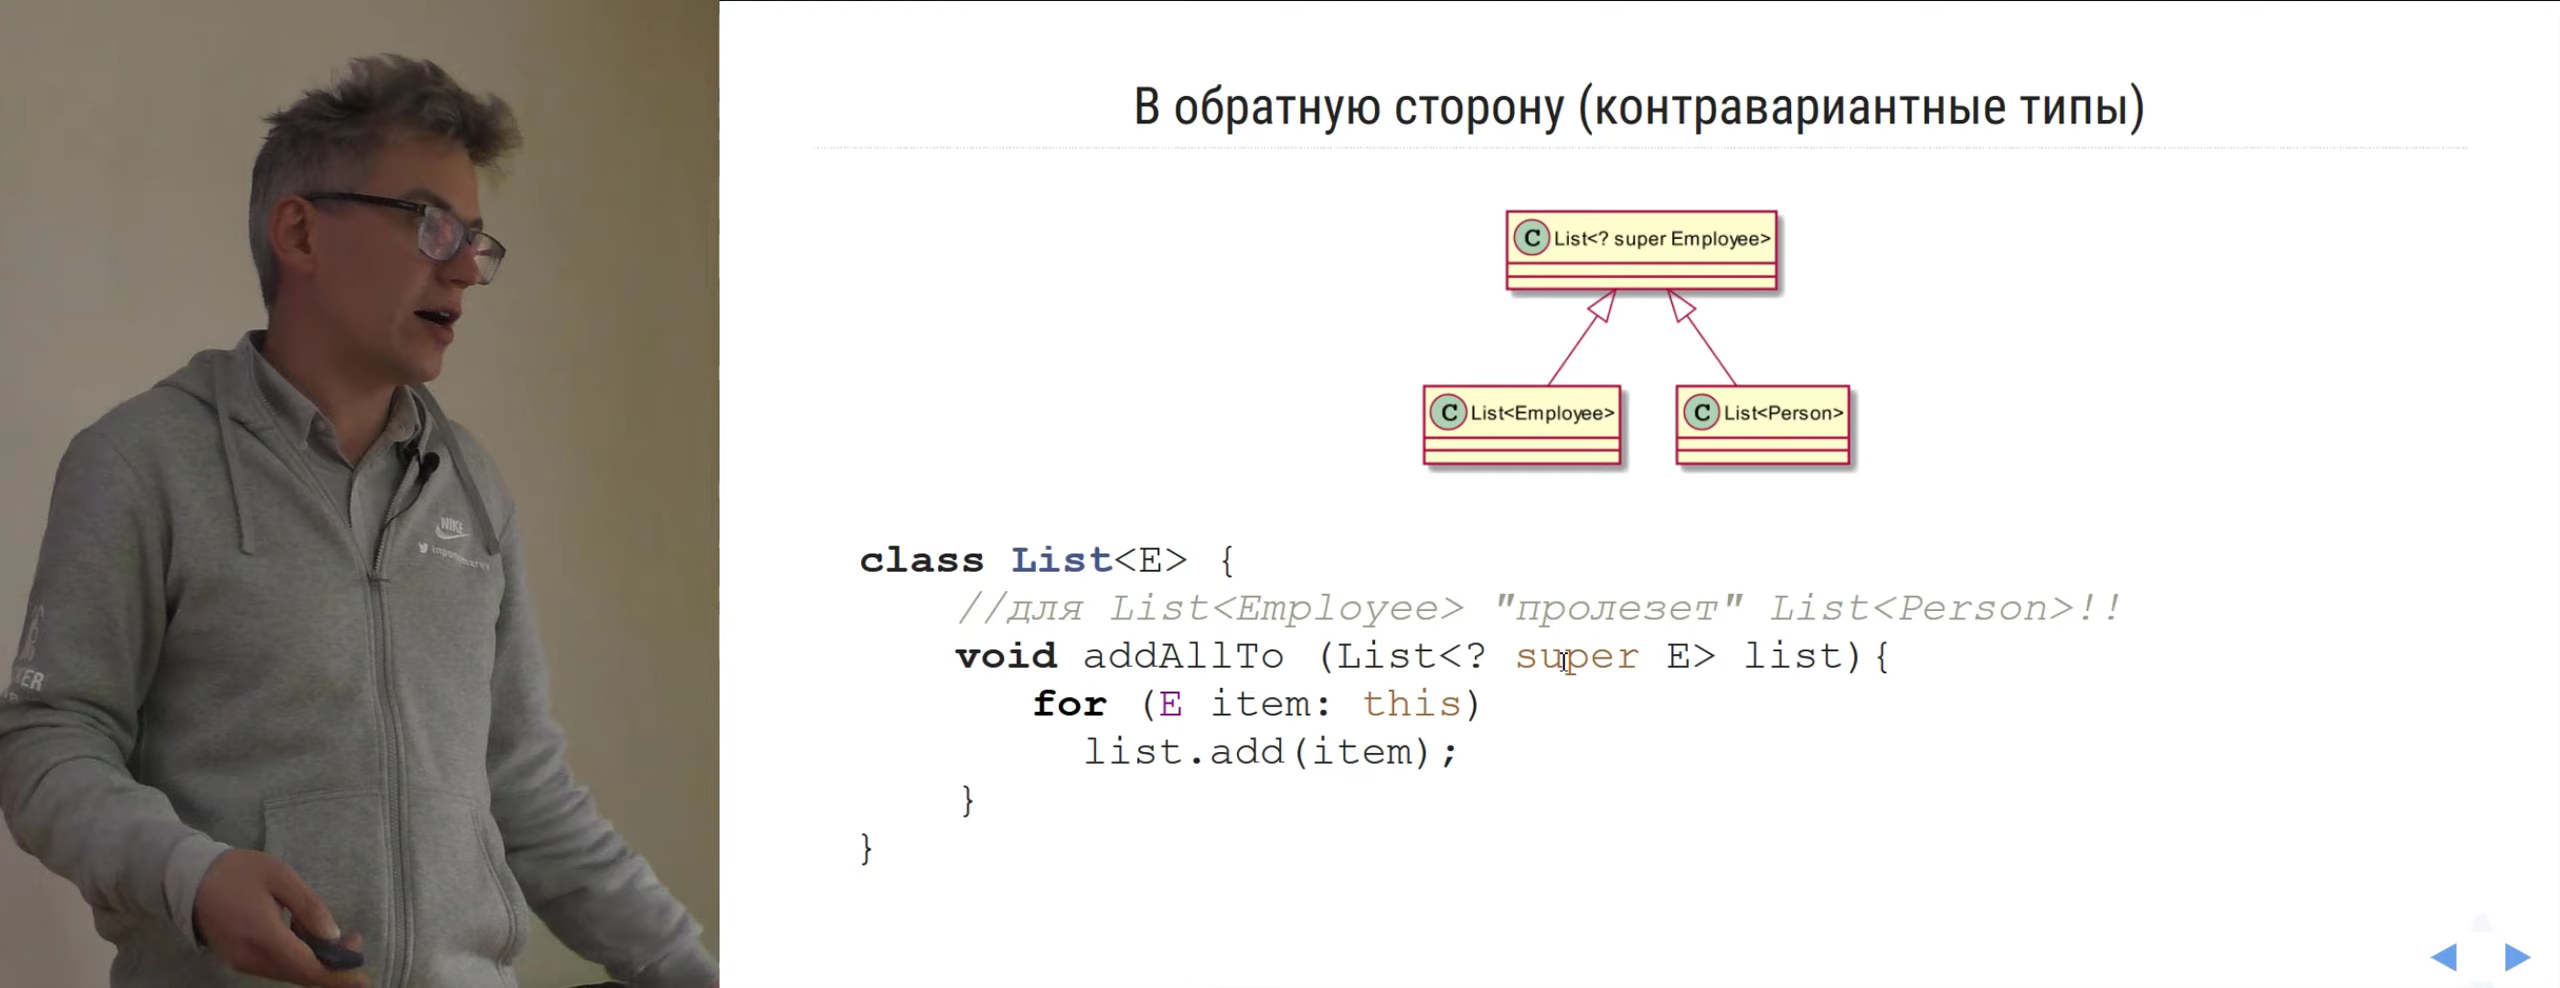 В обратную сторону (контравариантные типы)
C List<? super Employee>
C List<Employee>
C List<Person>
class List<E> {
//для List<Employee> "пролезет" List<Person>!!
void addAllTo (List<? super E> list){
for (E item: this)
list.add(item);
}
}
NIKE